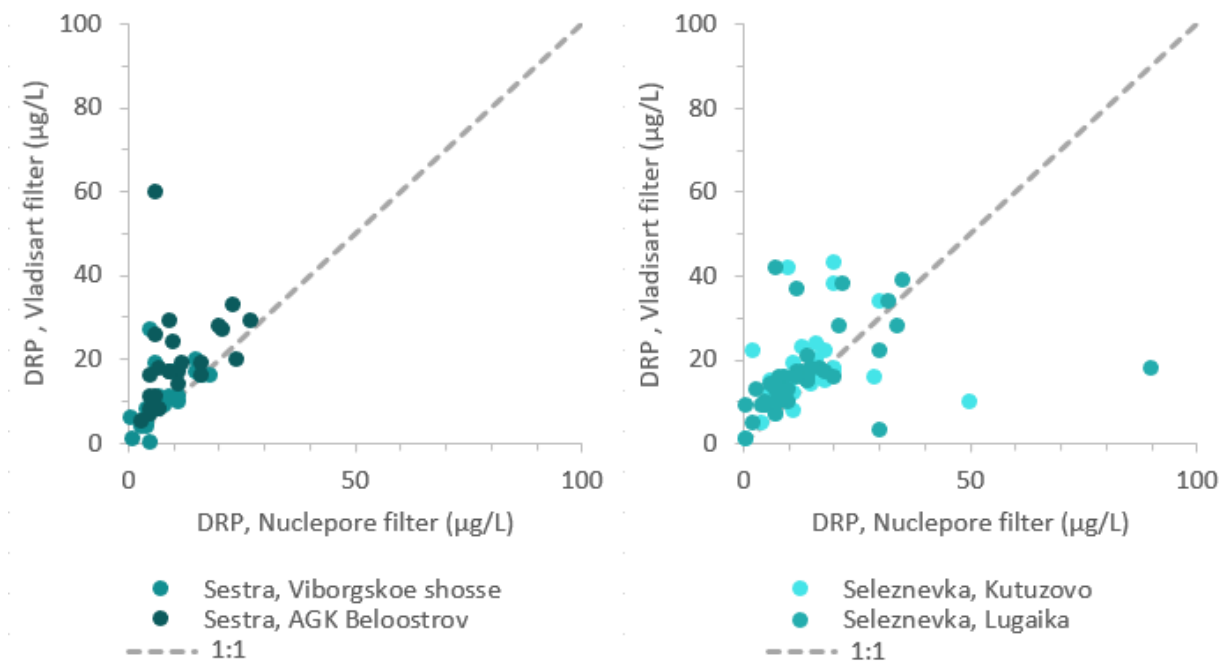 100
80
60
40
20
0
DRP , Vladisart filter (µg/L)
0
50
100
DRP, Nuclepore filter (µg/L)
Sestra, Viborgskoe shosse
Sestra, AGK Beloostrov
1:1
100
80
60
40
20
0
DRP , Vladisart filter (µg/L)
0
50
100
DRP, Nuclepore filter (µg/L)
Seleznevka, Kutuzovo
Seleznevka, Lugaika
1:1